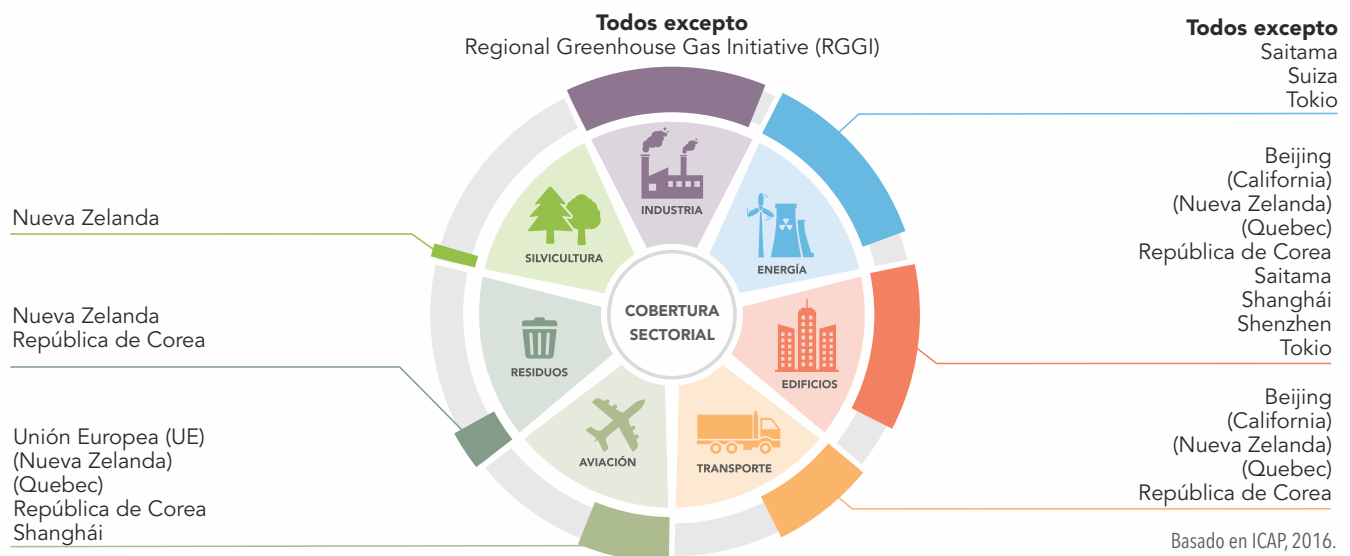 Todos excepto
Regional Greenhouse Gas Initiative (RGGI)
Todos excepto
Saitama
Suiza
Tokio
Beijing
(California)
(Nueva Zelanda)
(Quebec)
República de Corea
Saitama
Shanghái
Shenzhen
Tokio
Beijing
(California)
(Nueva Zelanda)
(Quebec)
República de Corea
Nueva Zelanda
Nueva Zelanda
República de Corea
Unión Europea (UE)
(Nueva Zelanda)
(Quebec)
República de Corea
Shanghái
INDUSTRIA
ENERGÍA
EDIFICIOS
TRANSPORTE
AVIACIÓN
RESIDUOS
SILVICULTURA
COBERTURA
SECTORIAL
Basado en ICAP, 2016.